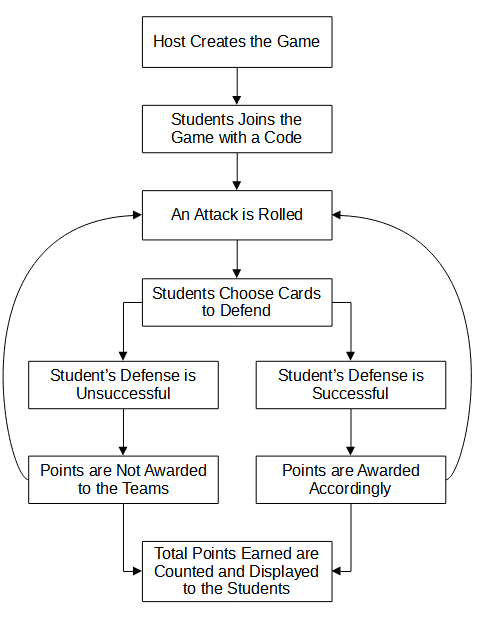 Host Creates the Game
Students Joins the
Game with a Code
An Attack is Rolled
Students Choose Cards
to Defend
Student’s Defense is
Unsuccessful
Student’s Defense is
Successful
Points are Not Awarded
to the Teams
Points are Awarded
Accordingly
Total Points Earned are
Counted and Displayed
to the Students